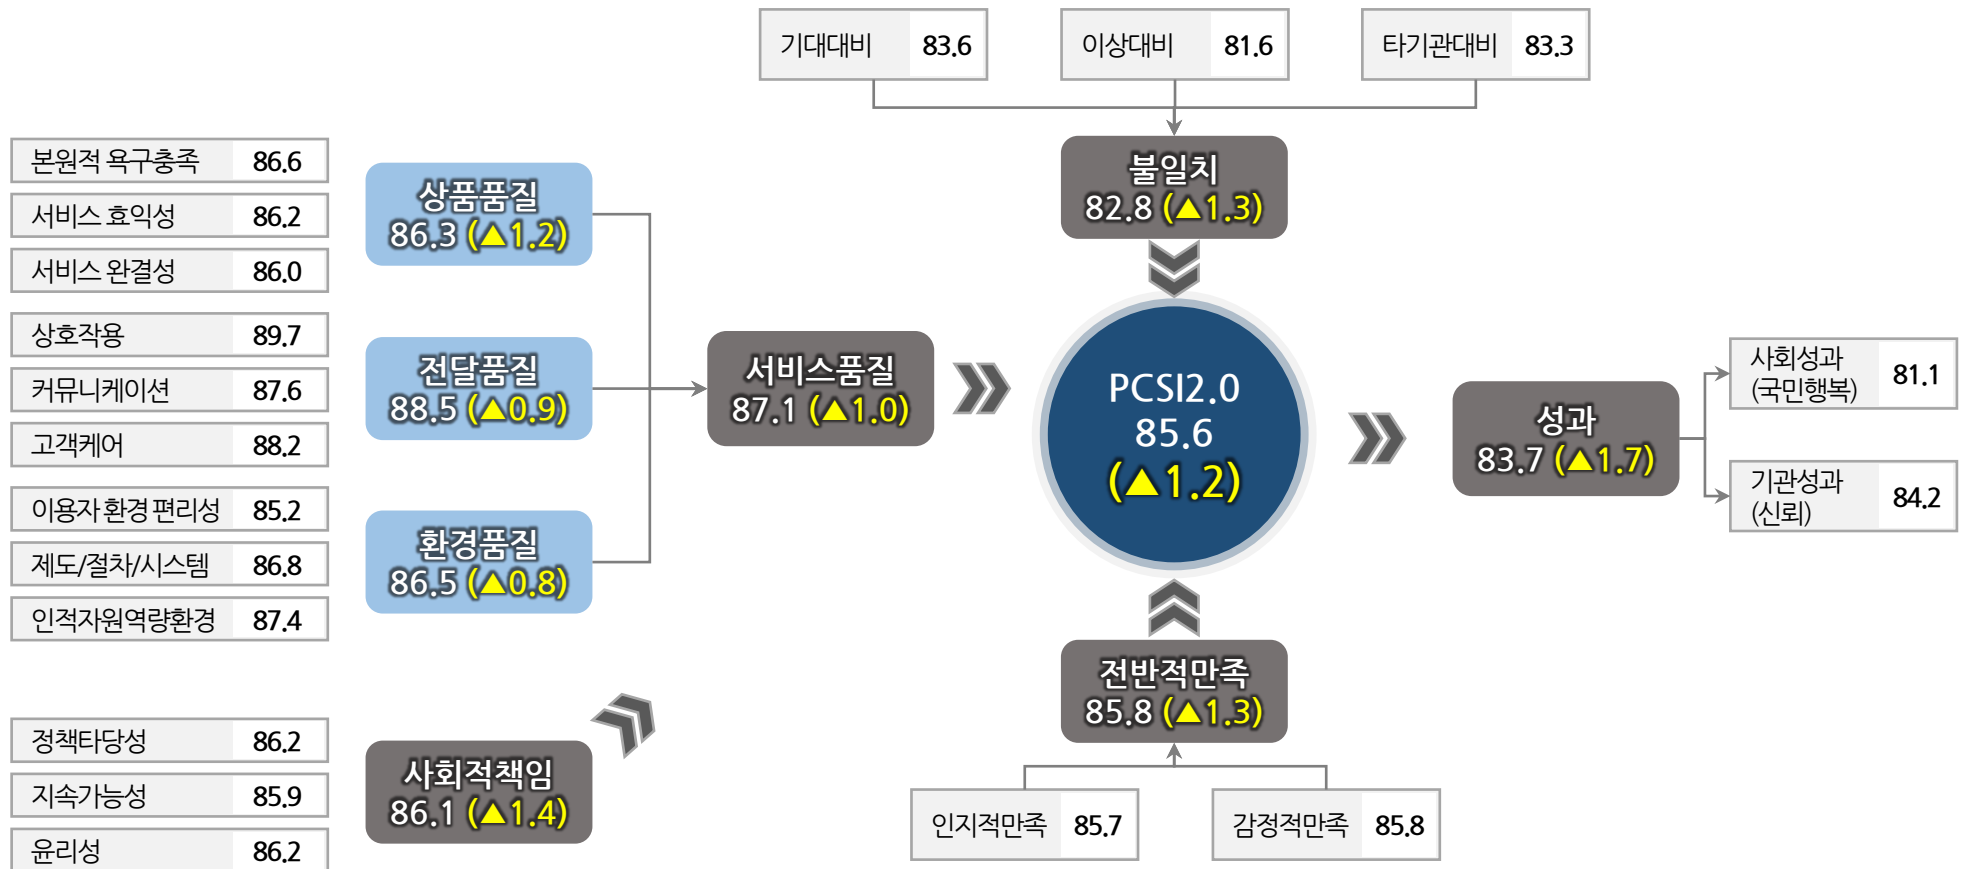 기대대비 83.6
이상대비 81.6
타기관대비 83.3
불일치
82.8 (▲1.3)
본원적 욕구충족 86.6
서비스 효익성 86.2
서비스 완결성 86.0
상품품질
86.3 (▲1.2)
상호작용 89.7
커뮤니케이션 87.6
고객케어 88.2
전달품질
88.5 (▲0.9)
이용자 환경 편리성 85.2
제도/절차/시스템 86.8
인적자원역량환경 87.4
환경품질
86.5 (▲0.8)
서비스품질
87.1 (▲1.0)
PCSI2.0
85.6
(▲1.2)
성과
83.7 (▲1.7)
사회성과
(국민행복) 81.1
기관성과
(신뢰) 84.2
정책타당성 86.2
지속가능성 85.9
윤리성 86.2
사회적책임
86.1 (▲1.4)
전반적만족
85.8 (▲1.3)
인지적만족 85.7
감정적만족 85.8